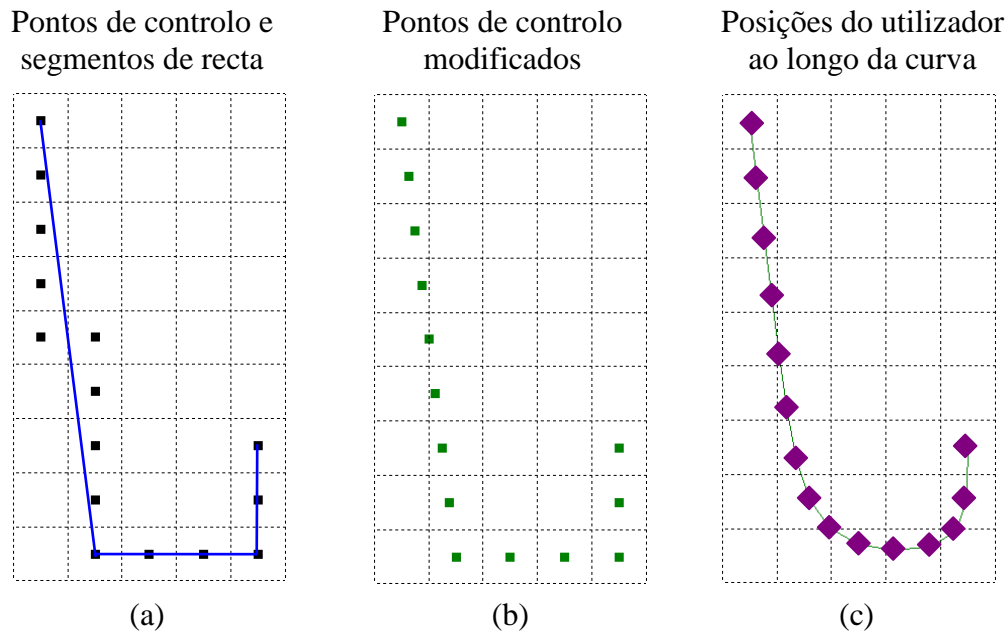 Pontos de controlo e
segmentos de recta
Pontos de controlo
modificados
Posições do utilizador
ao longo da curva
(a)
(b)
(c)